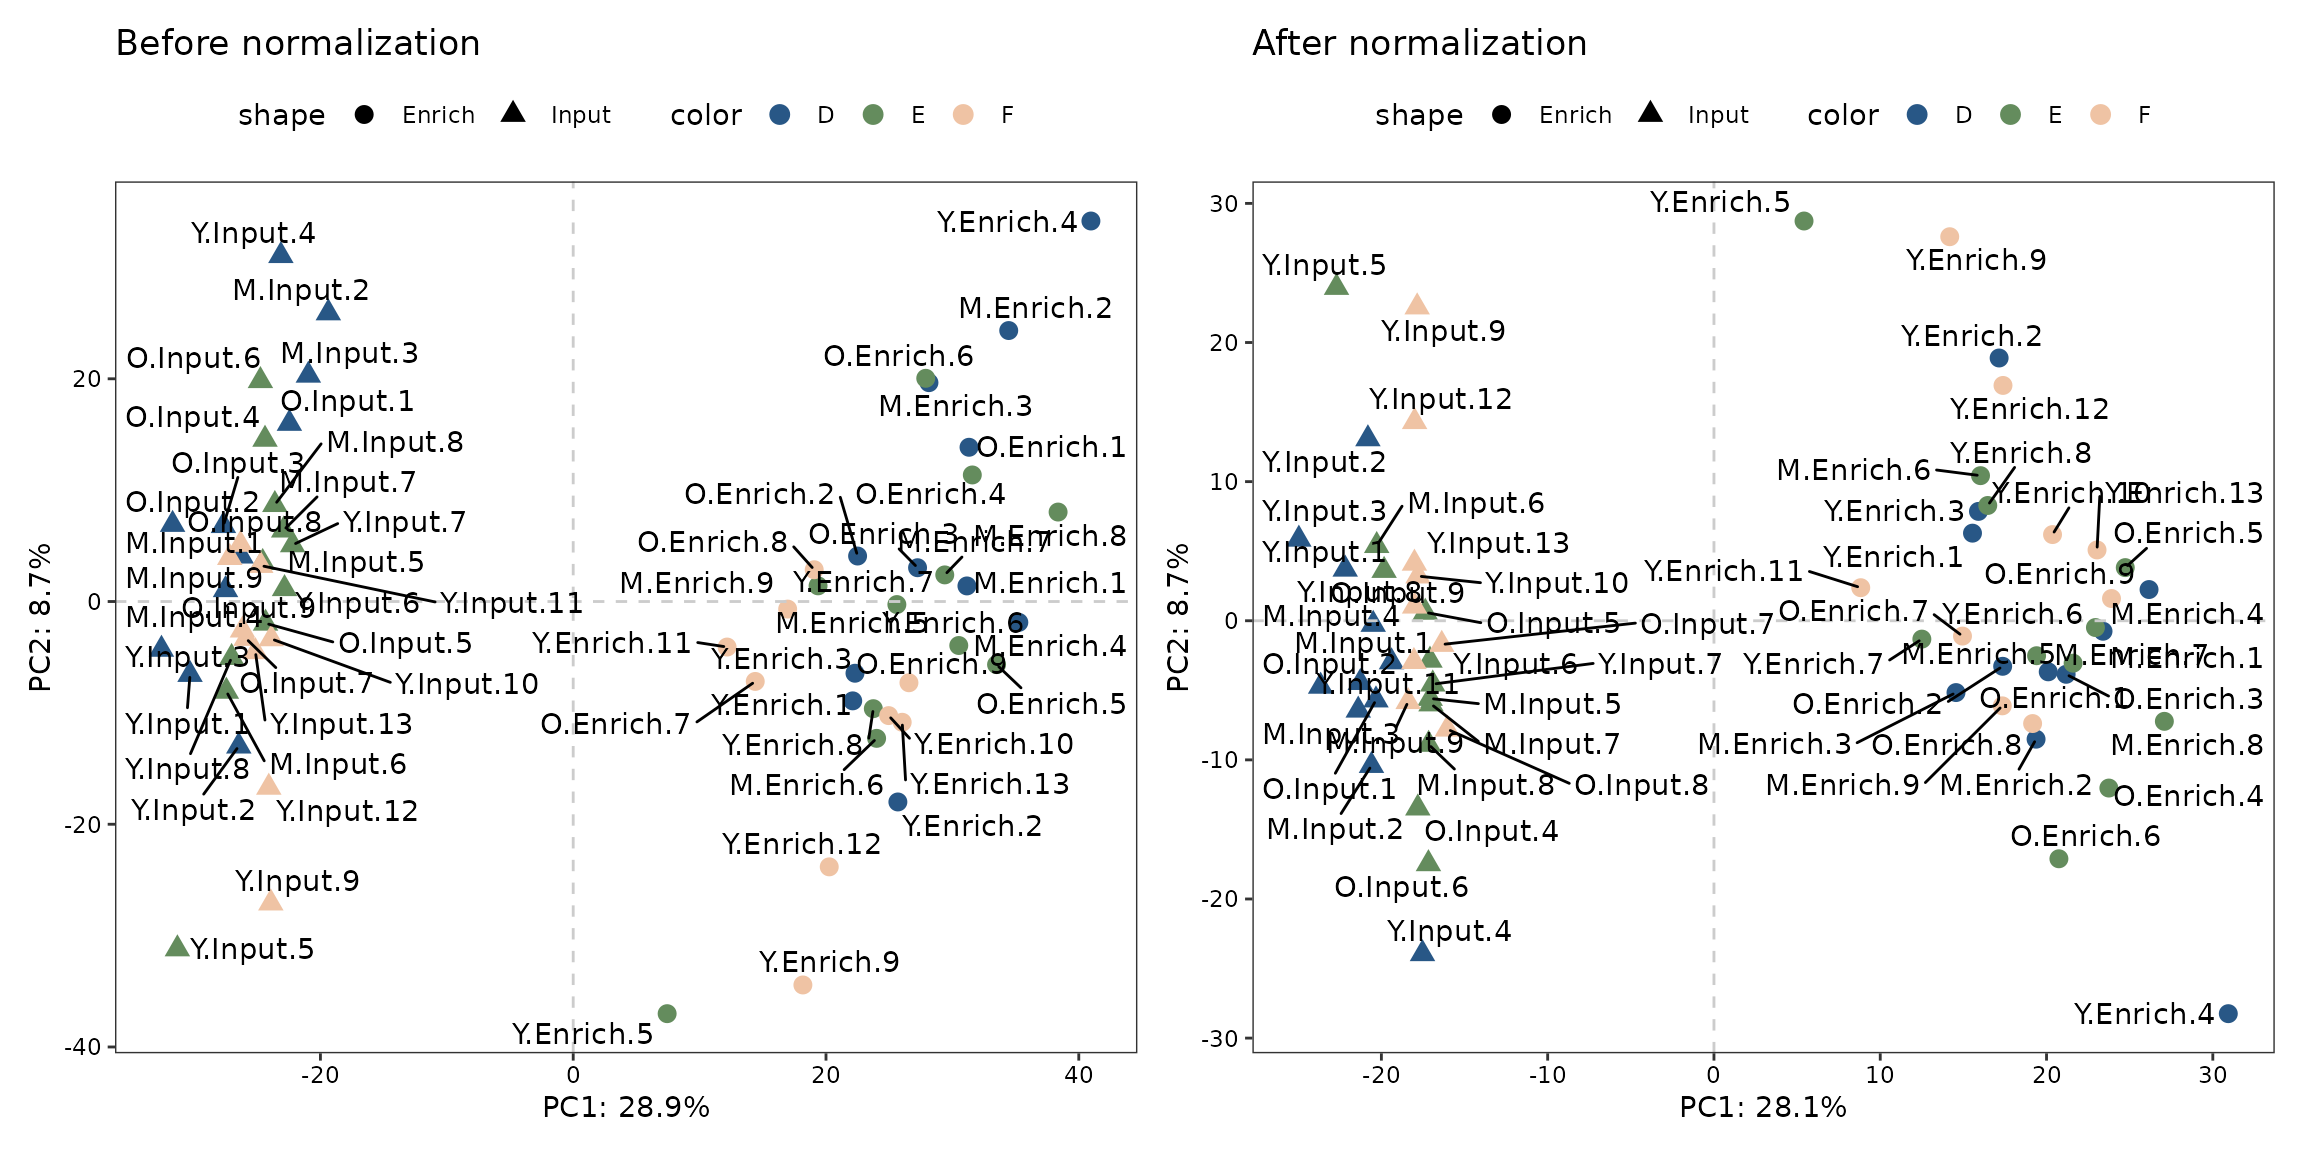 Before normalization
shape Enrich Input color D E F
Y.Input.4
Y.Enrich.4
M.Input.2
M.Enrich.2
O.Input.6
M.Input.3
O.Enrich.6
O.Input.1
M.Enrich.3
O.Input.4
M.Input.8
O.Enrich.1
O.Input.3
M.Input.7
O.Input.2
O.Enrich.2
O.Enrich.4
O.Input.8
Y.Input.7
O.Enrich.3
M.Enrich.8
M.Input.1
O.Enrich.8
M.Enrich.7
M.Input.5
M.Input.9
M.Enrich.9
Y.Enrich.7
M.Enrich.1
O.Input.9
Y.Input.6
Y.Input.11
M.Input.4
M.Enrich.5
Y.Enrich.6
O.Input.5
Y.Enrich.11
M.Enrich.4
Y.Input.3
Y.Enrich.3
O.Enrich.9
O.Input.7
Y.Input.10
Y.Enrich.1
O.Enrich.5
Y.Input.1
Y.Input.13
O.Enrich.7
Y.Enrich.8
Y.Enrich.10
Y.Input.8
M.Input.6
M.Enrich.6
Y.Enrich.13
Y.Input.2
Y.Input.12
Y.Enrich.2
Y.Enrich.12
Y.Input.9
Y.Input.5
Y.Enrich.9
Y.Enrich.5
20
0
-20
-40
-20 0 20 40
PC1: 28.9%
PC2: 8.7%
After normalization
shape Enrich Input color D E F
Y.Enrich.5
Y.Enrich.9
Y.Input.5
Y.Input.9
Y.Enrich.2
Y.Input.12
Y.Enrich.12
Y.Input.2
Y.Enrich.8
M.Enrich.6
Y.Enrich.10
Y.Enrich.13
Y.Input.3
M.Input.6
Y.Enrich.3
O.Enrich.5
Y.Input.1
Y.Input.13
Y.Enrich.1
Y.Enrich.11
O.Enrich.9
Y.Input.8
O.Input.9
Y.Input.10
M.Input.4
O.Input.5
O.Input.7
O.Enrich.7
Y.Enrich.6
M.Enrich.4
M.Input.1
M.Enrich.5
M.Enrich.7
M.Enrich.1
O.Input.2
Y.Input.6
Y.Input.7
Y.Enrich.7
Y.Input.11
M.Input.5
O.Enrich.2
O.Enrich.1
O.Enrich.3
M.Input.3
M.Input.9
M.Input.7
M.Enrich.3
O.Enrich.8
M.Enrich.8
O.Input.1
M.Input.8
O.Input.8
M.Enrich.9
M.Enrich.2
O.Enrich.4
M.Input.2
O.Input.4
O.Enrich.6
O.Input.6
Y.Input.4
Y.Enrich.4
30
20
10
0
-10
-20
-30
-20 -10 0 10 20 30
PC1: 28.1%
PC2: 8.7%